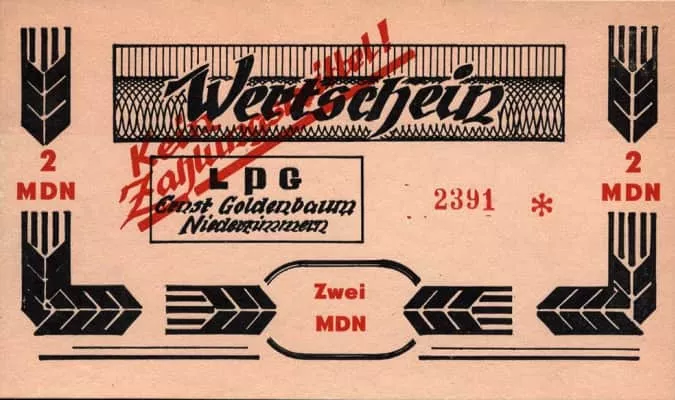 Wertschein
Kein
Zahlungsmittel!
2
MDN
2
MDN
LPG
Ernst Goldenbaum
Niederzimmern
2391 *
Zwei
MDN